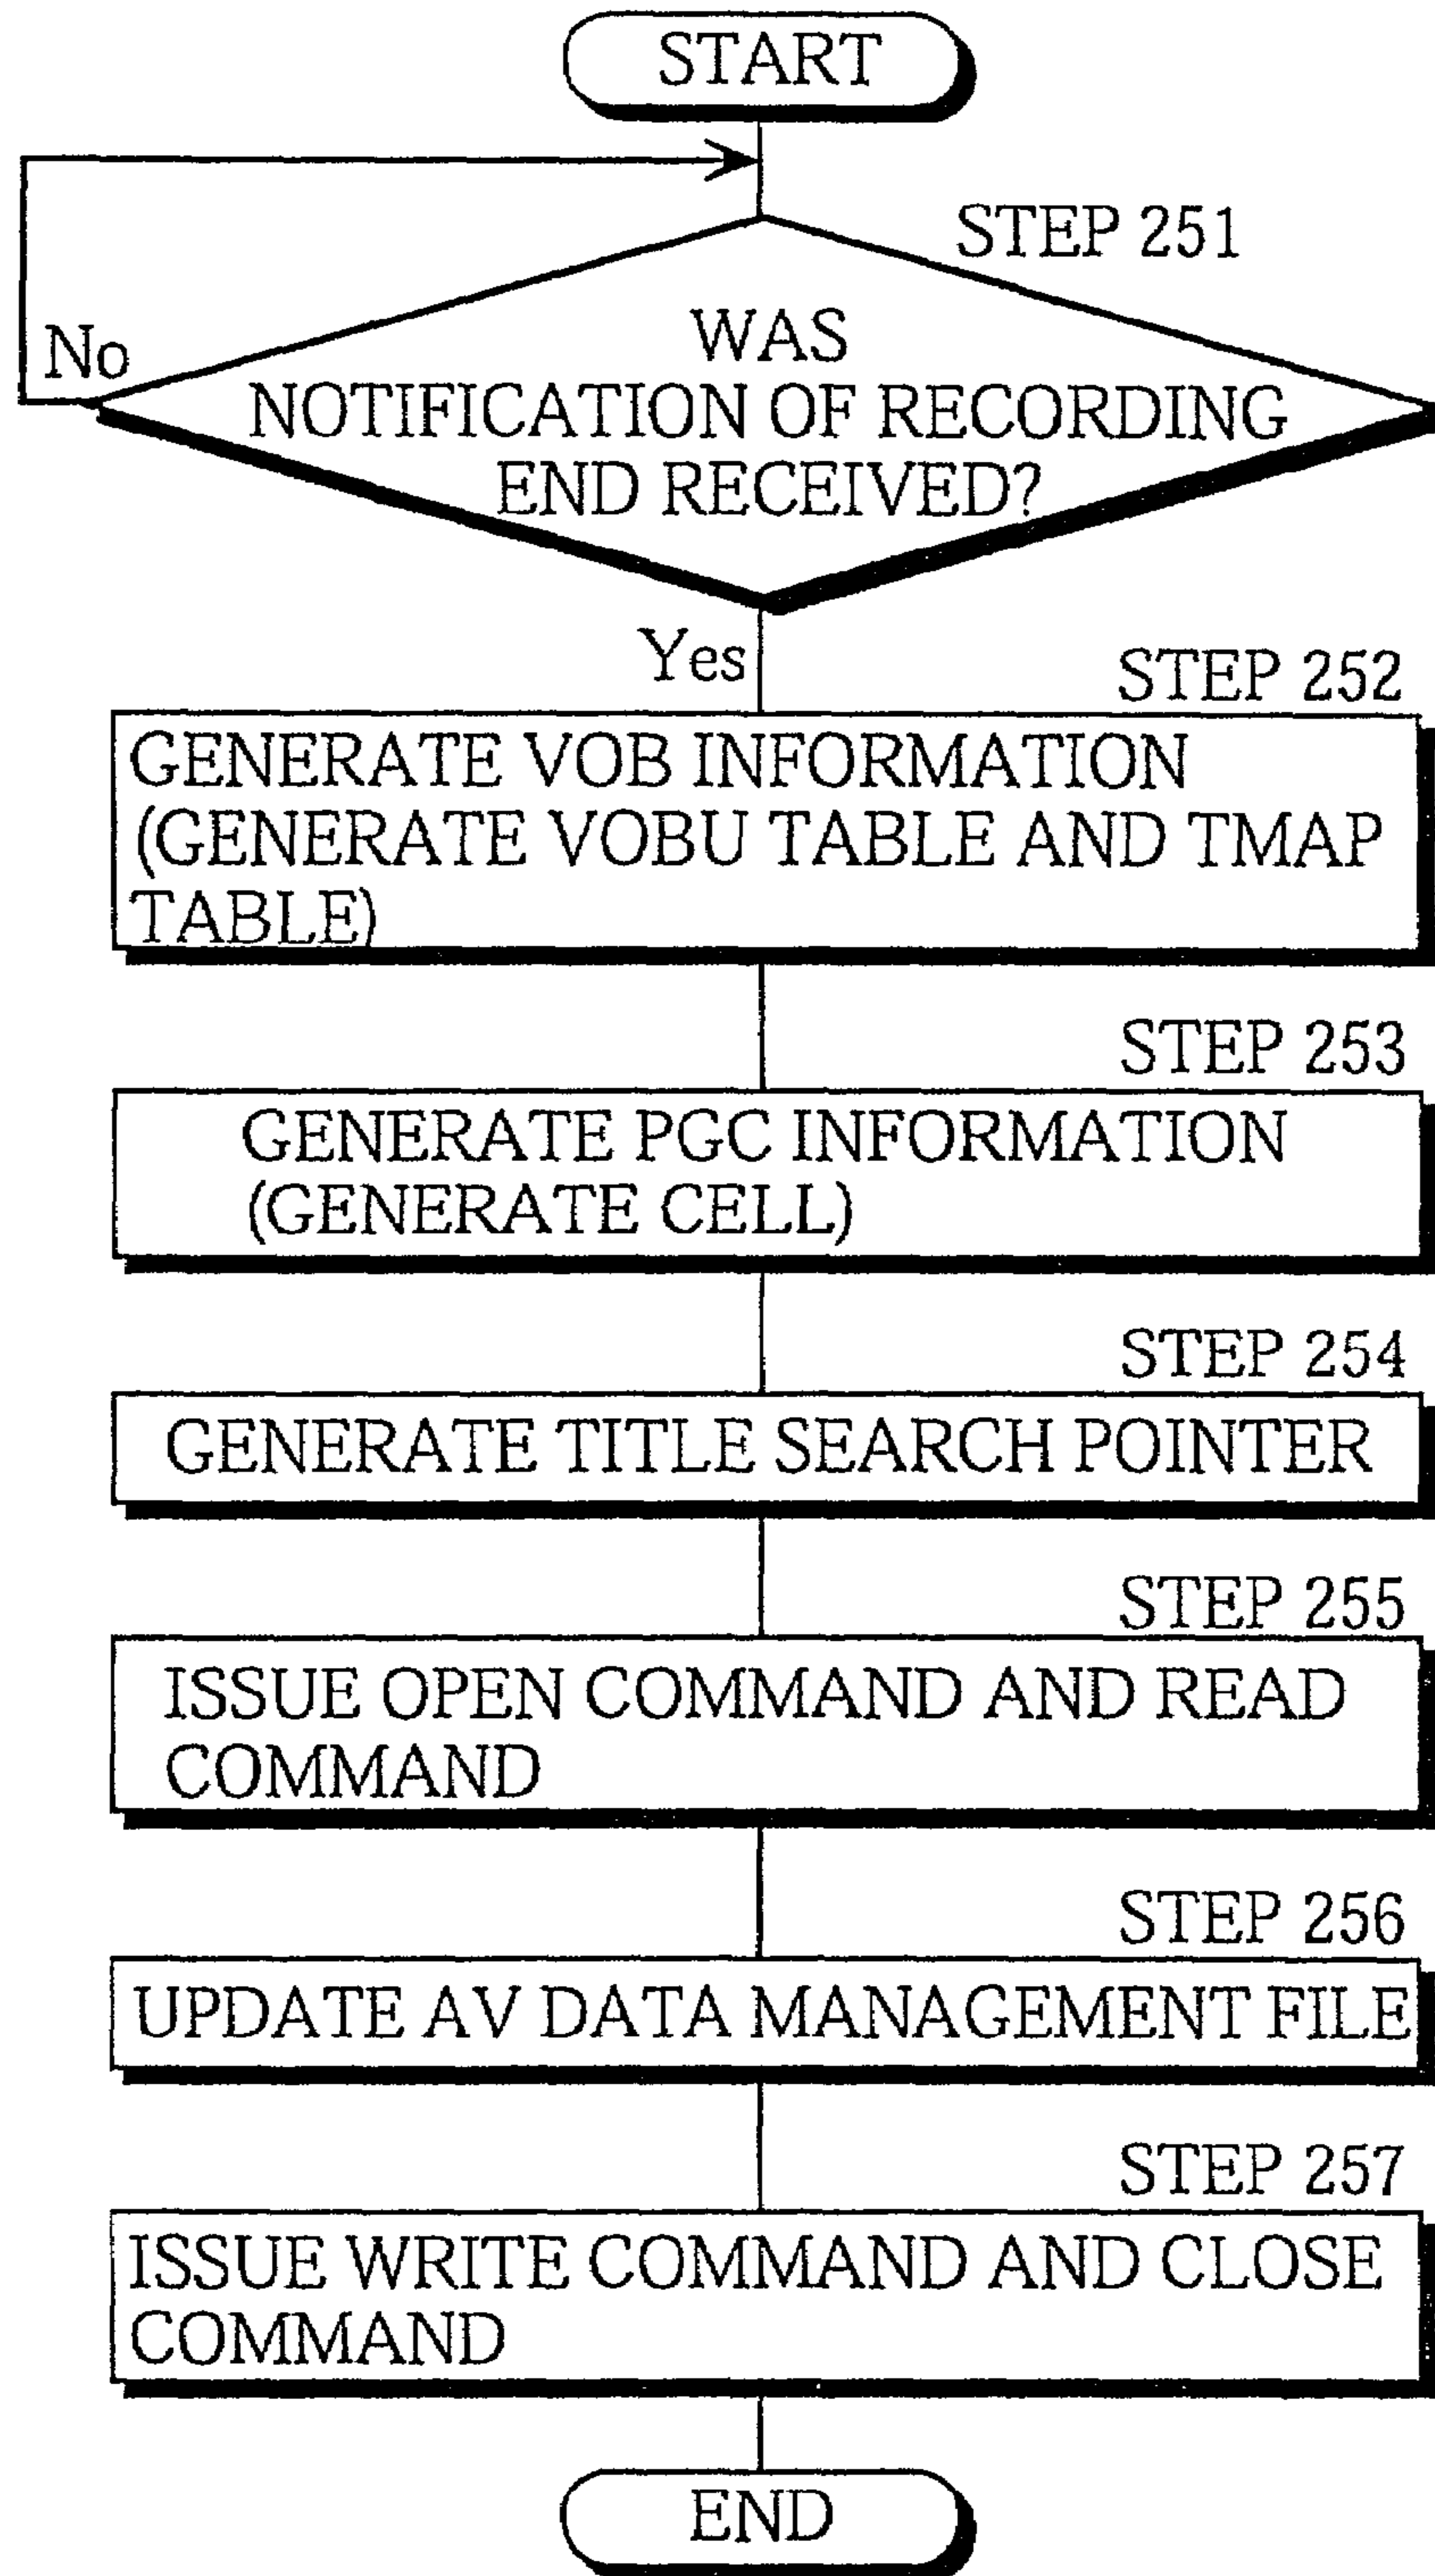 START
STEP 251
No
WAS
NOTIFICATION OF RECORDING
END RECEIVED?
Yes
STEP 252
GENERATE VOB INFORMATION
(GENERATE VOBU TABLE AND TMAP
TABLE)
STEP 253
GENERATE PGC INFORMATION
(GENERATE CELL)
STEP 254
GENERATE TITLE SEARCH POINTER
STEP 255
ISSUE OPEN COMMAND AND READ
COMMAND
STEP 256
UPDATE AV DATA MANAGEMENT FILE
STEP 257
ISSUE WRITE COMMAND AND CLOSE
COMMAND
END